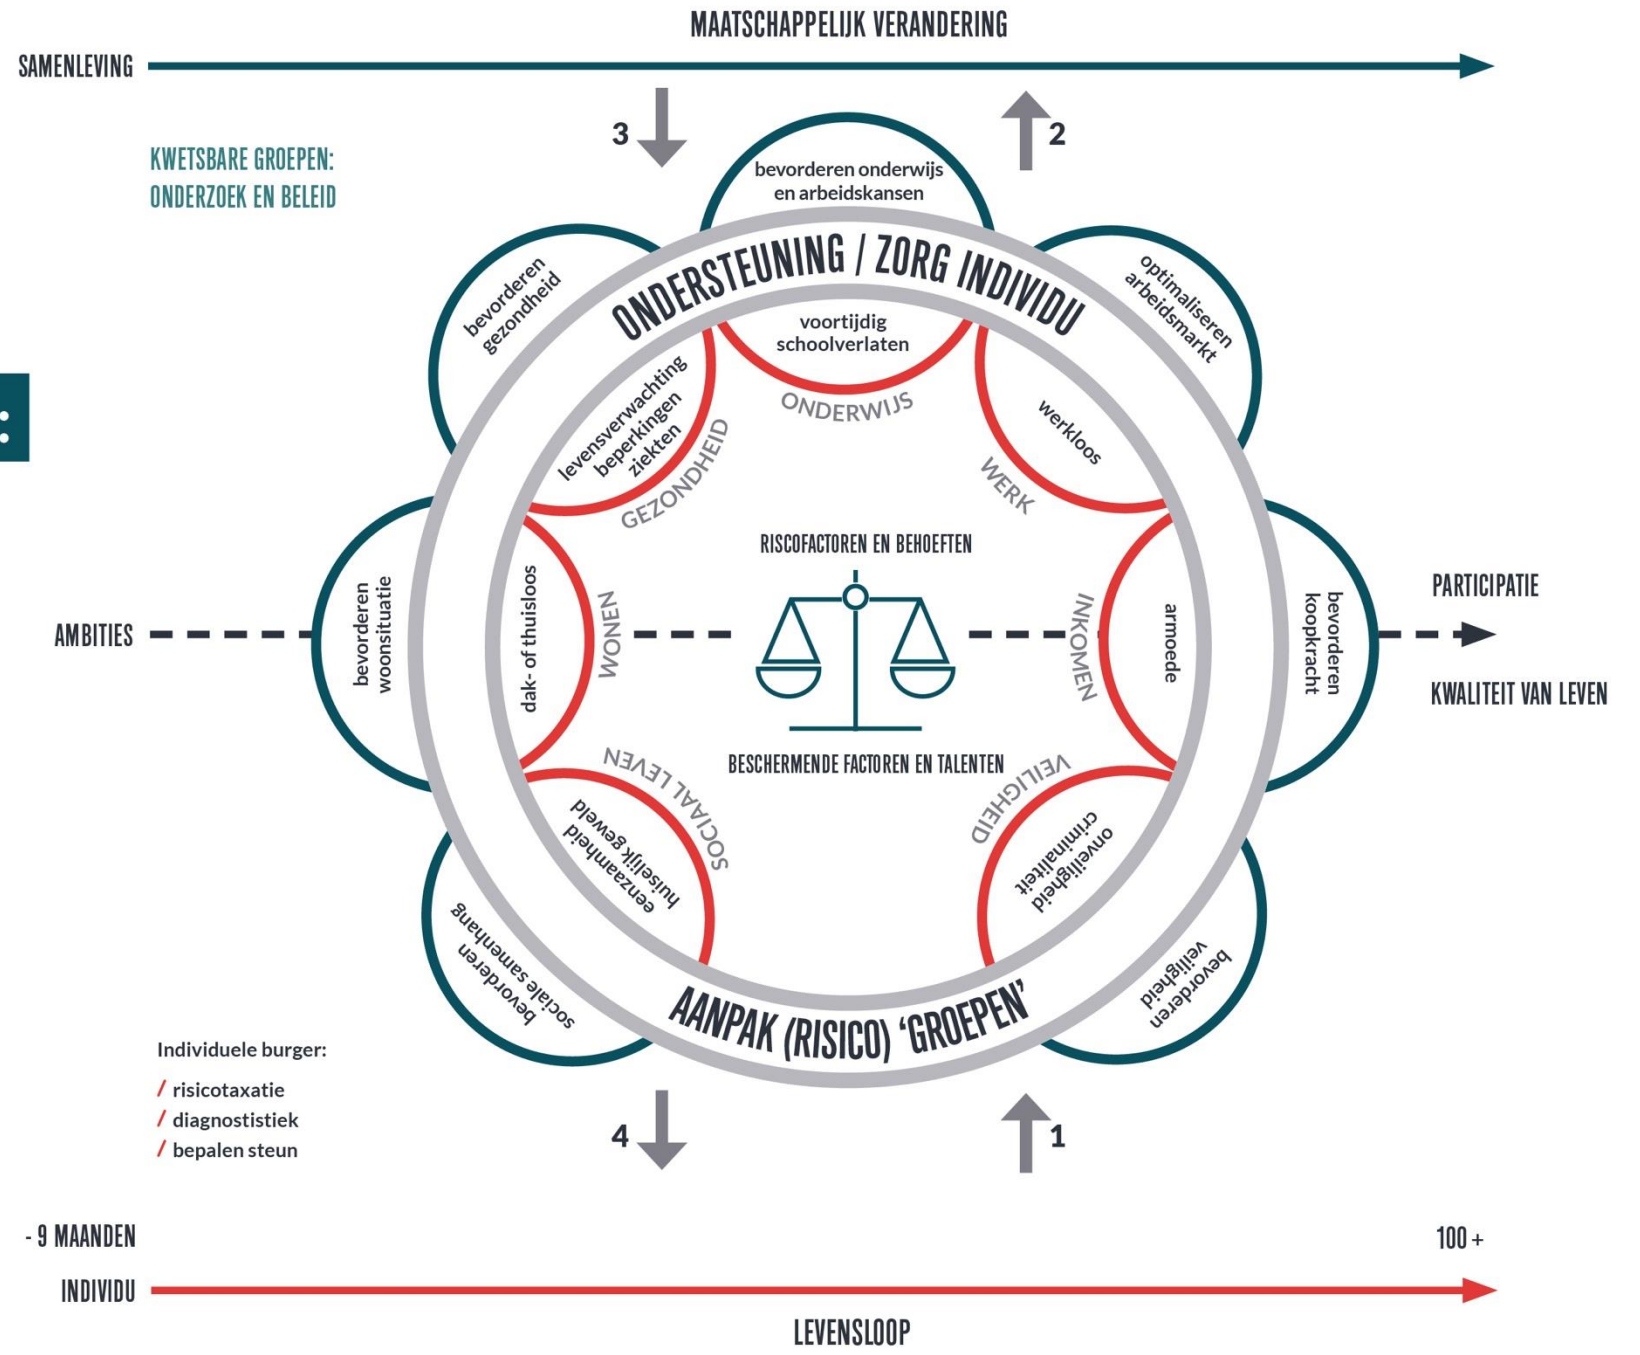 MAATSCHAPPELIJK VERANDERING
SAMENLEVING
3
2
KWETSBARE GROEPEN:
ONDERZOEK EN BELEID
bevorderen onderwijs
en arbeidskansen
bevorderen
gezondheid
optimaliseren
arbeidsmarkt
ONDERSTEUNING / ZORG INDIVIDU
voortijdig
schoolverlaten
ONDERWIJS
levensverwachting
beperkingen
ziekten
GEZONDHEID
werkloos
WERK
:
RISCOFACTOREN EN BEHOEFTEN
AMBITIES
bevorderen
woonsituatie
dak- of thuisloos
WONEN
INKOMEN
armoede
bevorderen
koopkracht
PARTICIPATIE
KWALITEIT VAN LEVEN
BESCHERMENDE FACTOREN EN TALENTEN
SOCIAAL LEVEN
eenzaamheid
huiselijk geweld
VEILIGHEID
onveiligheid
criminaliteit
bevorderen
sociale samenhang
bevorderen
veiligheid
AANPAK (RISICO) ‘GROEPEN’
Individuele burger:
/ risicotaxatie
/ diagnostistiek
/ bepalen steun
4
1
- 9 MAANDEN
100 +
INDIVIDU
LEVENSLOOP